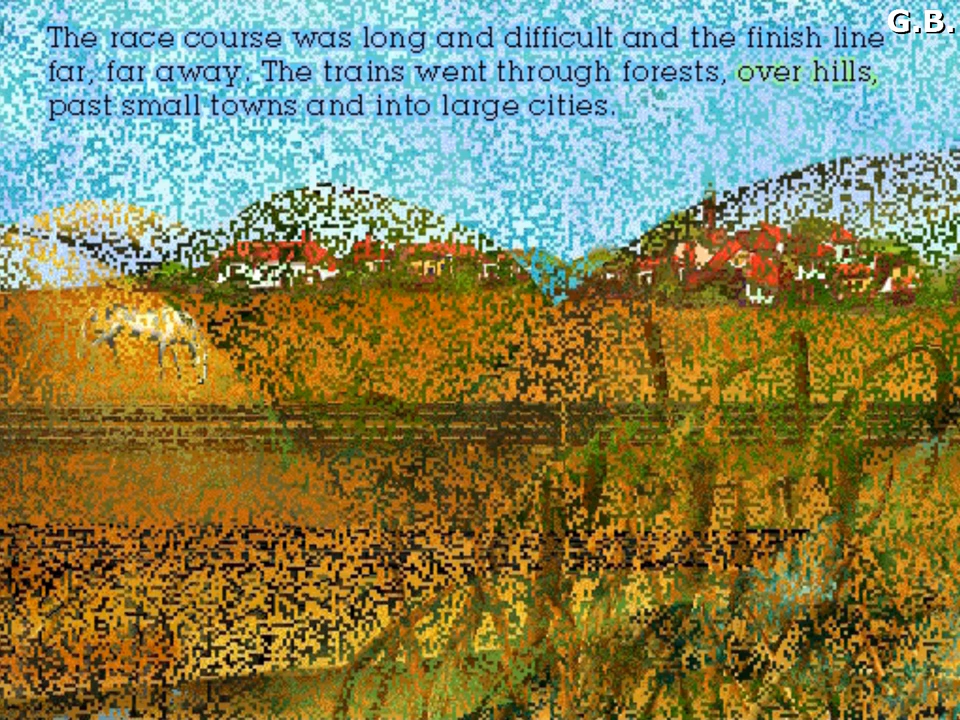 G.B.
The race course was long and difficult and the finish line
far, far away. The trains went through forests, over hills,
past small towns and into large cities.